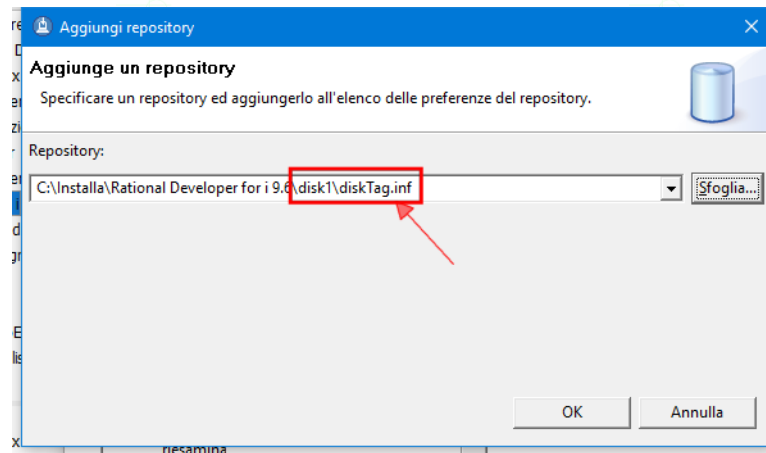 Aggiungi repository
Aggiunge un repository
Specificare un repository ed aggiungerlo all'elenco delle preferenze del repository.
Repository:
C:\Installa\Rational Developer for i 9.6\disk1\diskTag.inf
Sfoglia...
OK
Annulla
riesamina